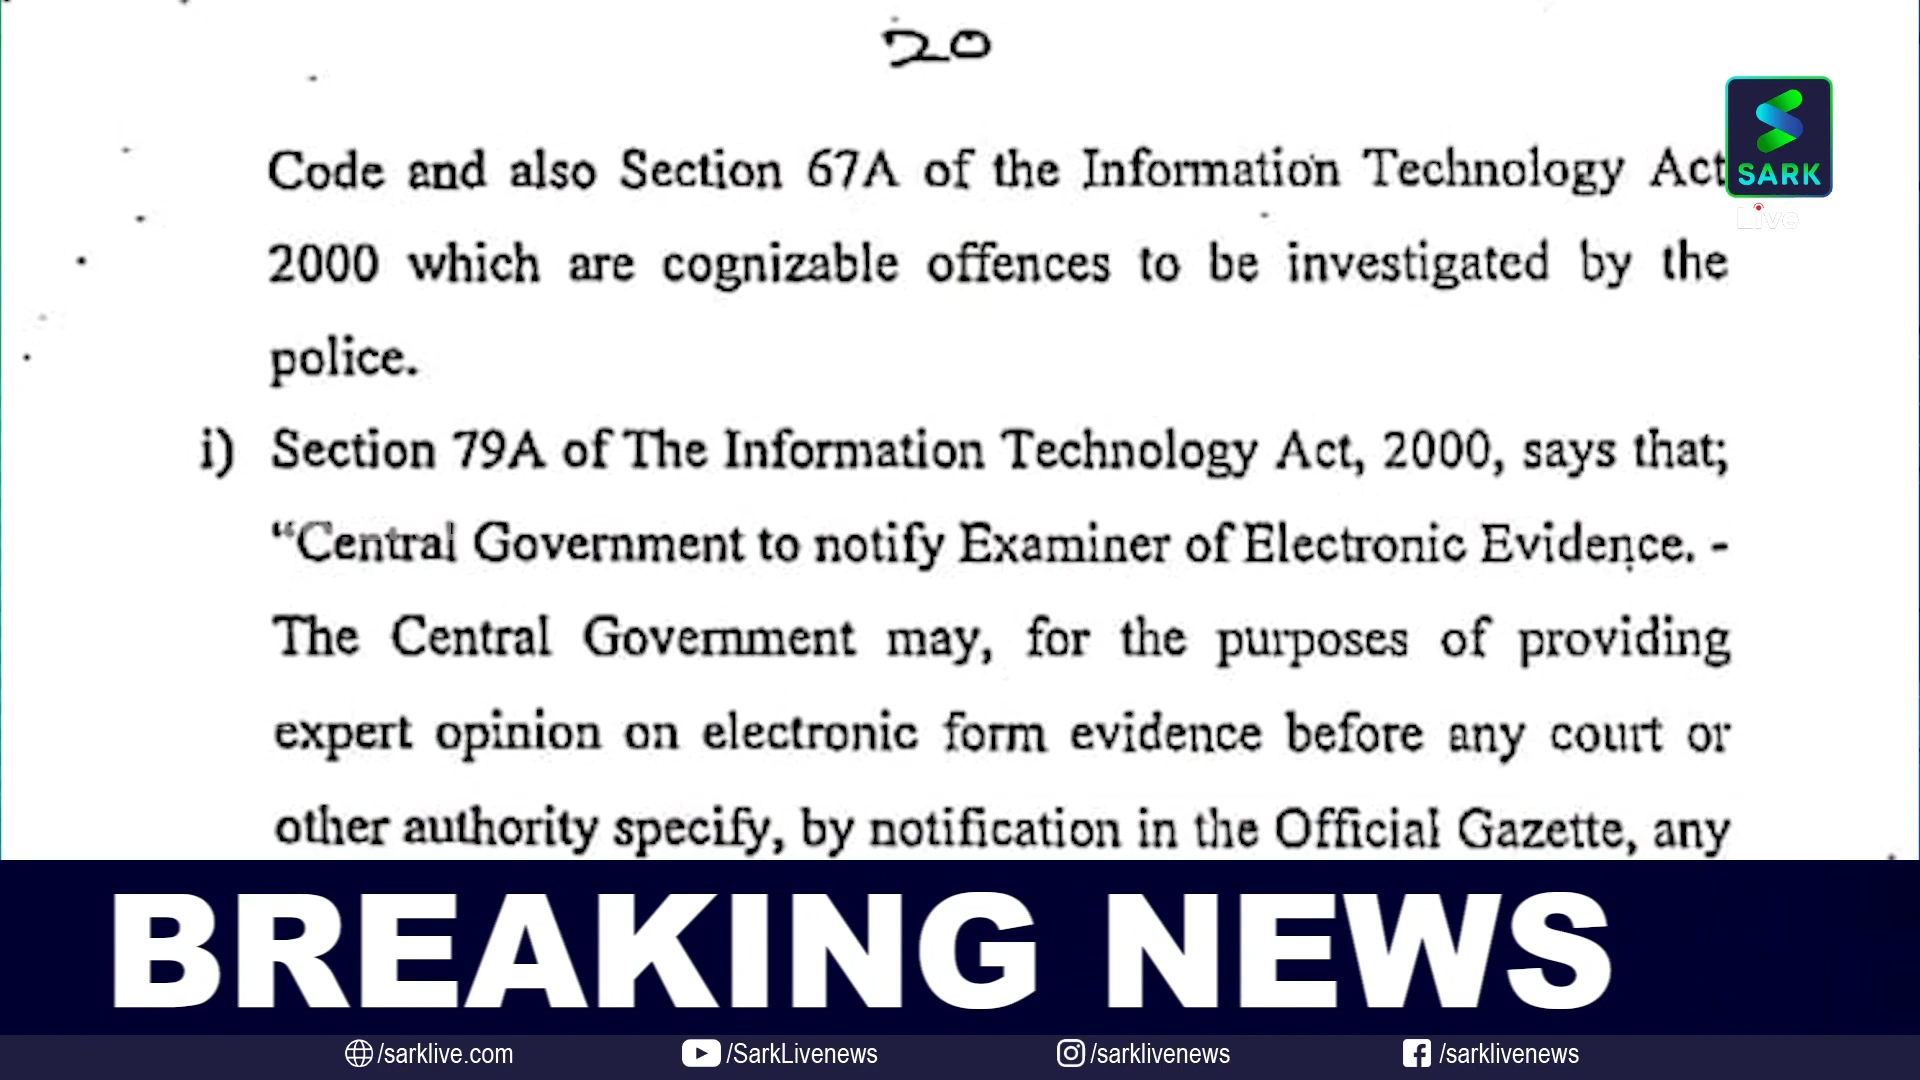 20
Code and also Section 67A of the Information Technology Act
2000 which are cognizable offences to be investigated by the
police.
i) Section 79A of The Information Technology Act, 2000, says that;
“Central Government to notify Examiner of Electronic Evidence. -
The Central Government may, for the purposes of providing
expert opinion on electronic form evidence before any court or
other authority specify, by notification in the Official Gazette, any
SARK
Live
BREAKING NEWS
/sarklive.com
/SarkLivenews
/sarklivenews
/sarklivenews